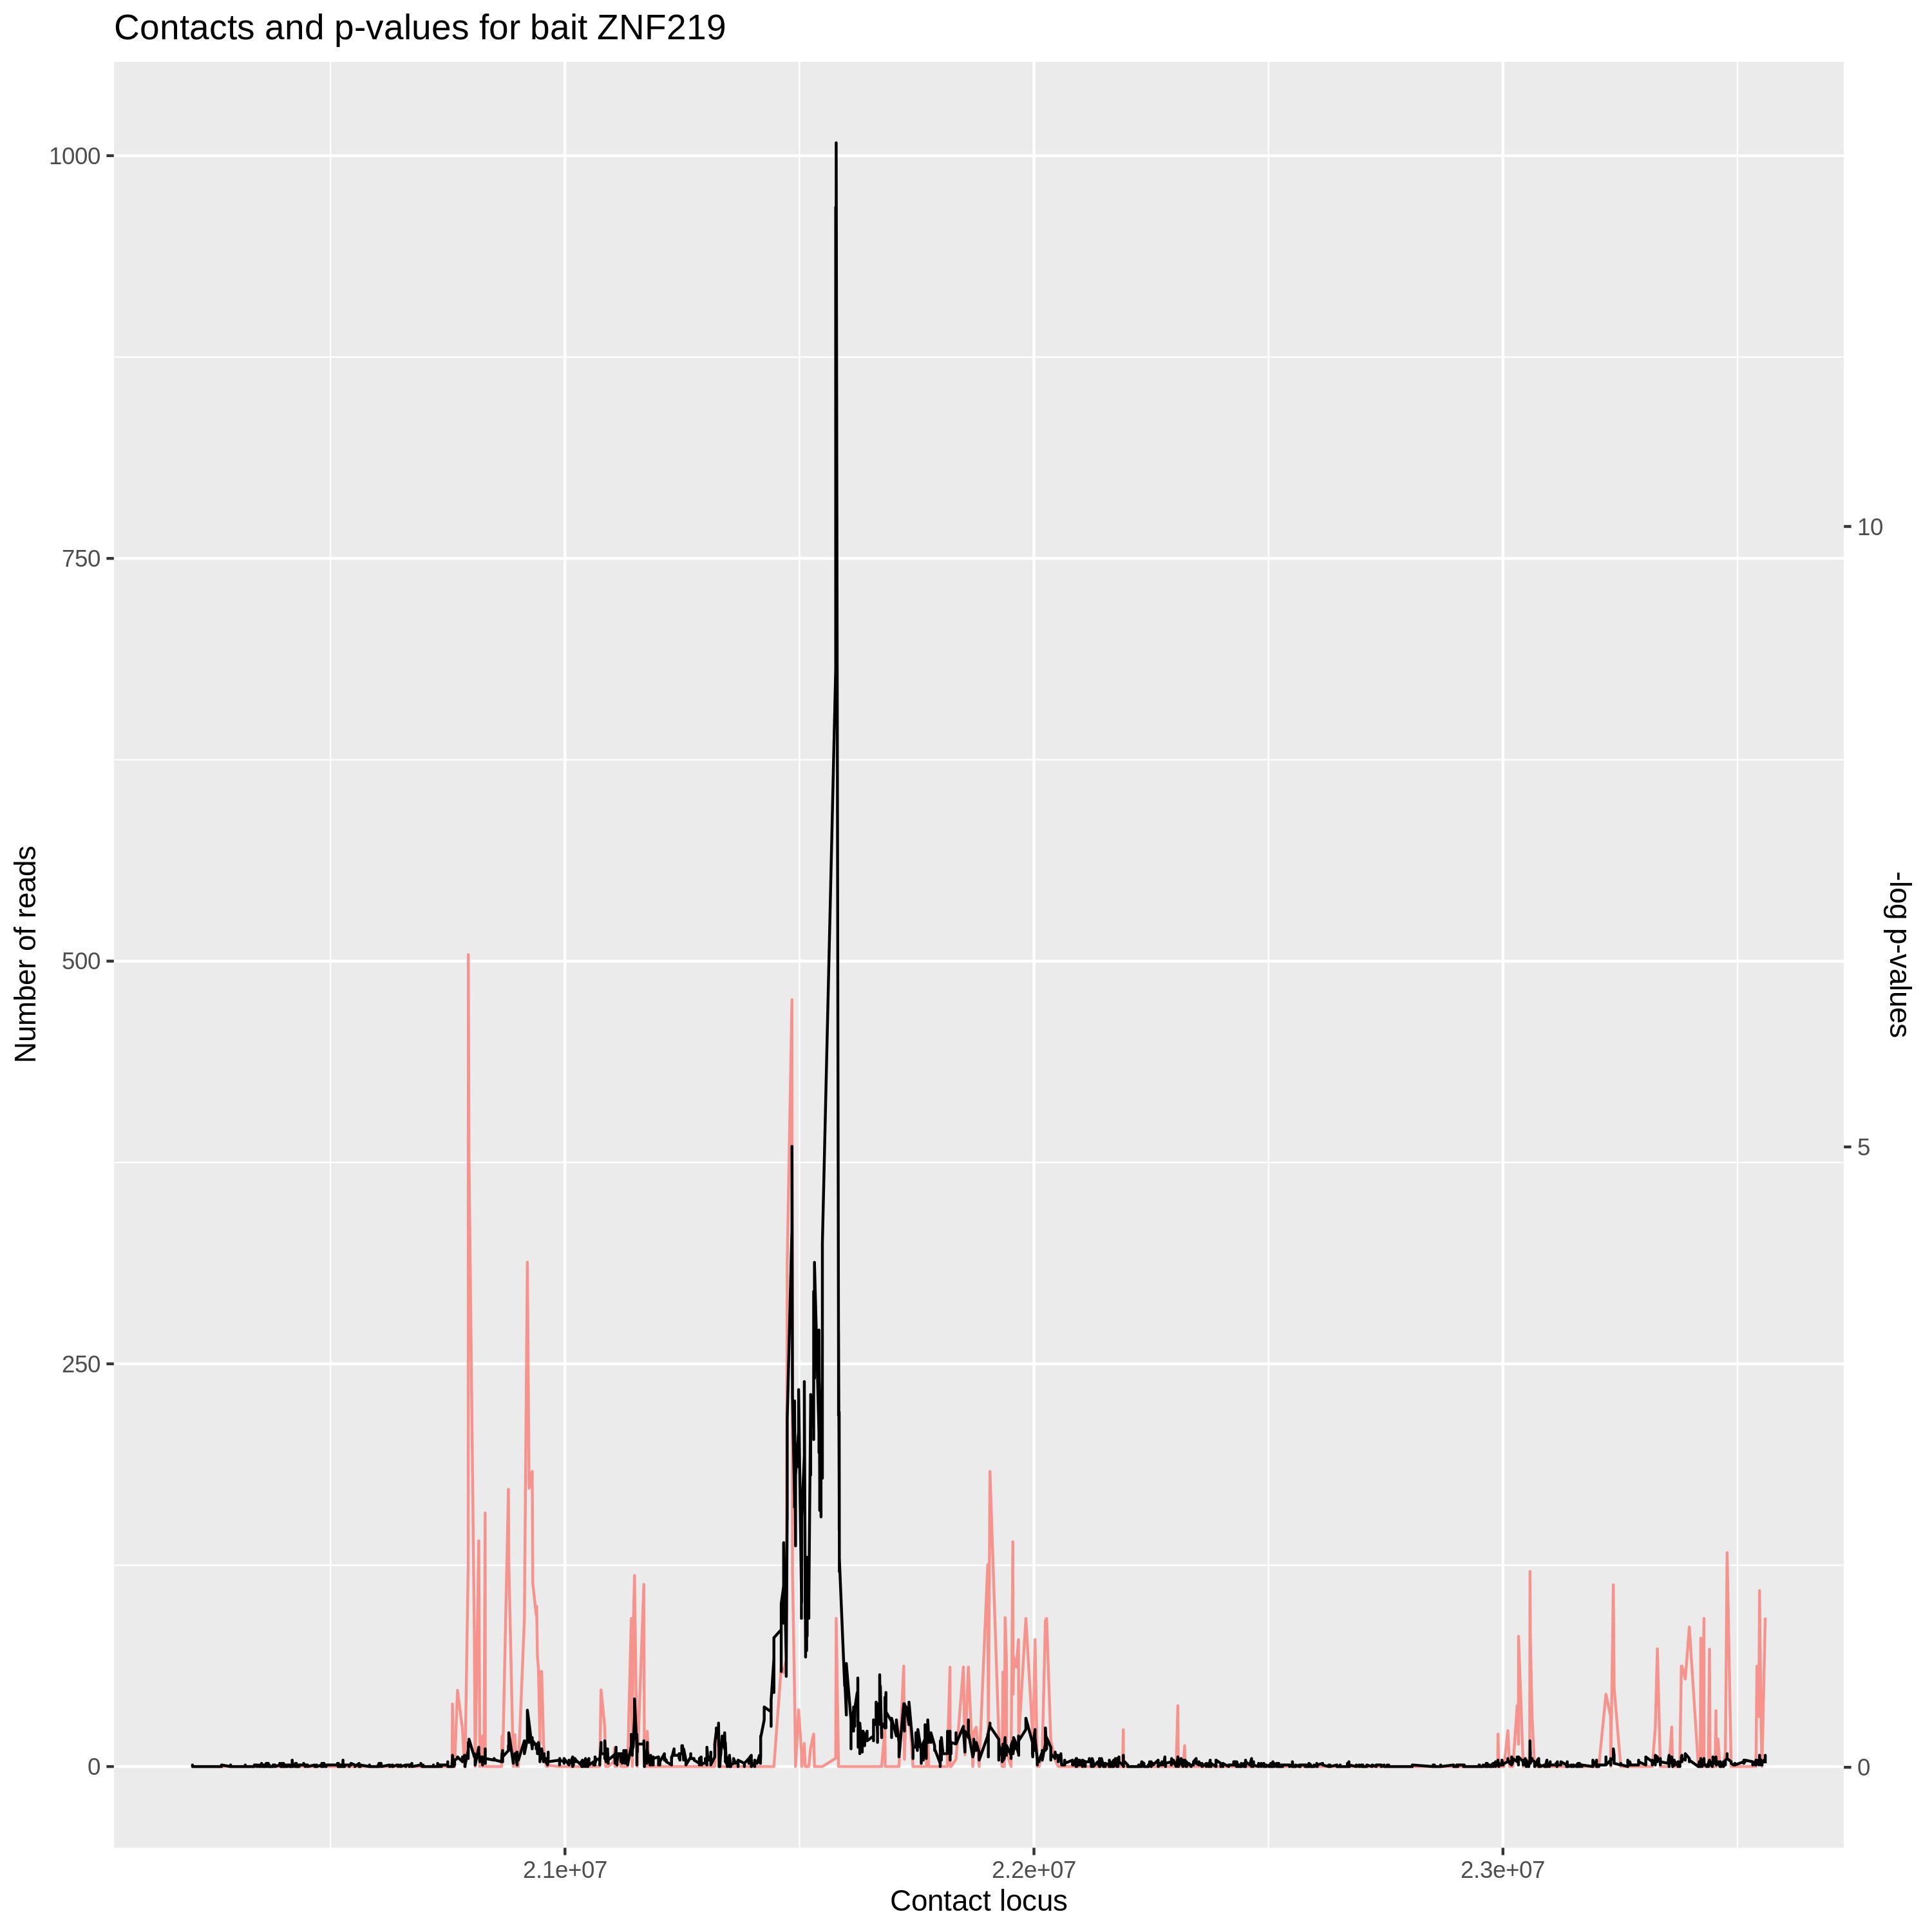 Contacts and p-values for bait ZNF219
1000
750
500
250
0
Number of reads
10
5
0
-log p-values
2.1e+07
2.2e+07
2.3e+07
Contact locus